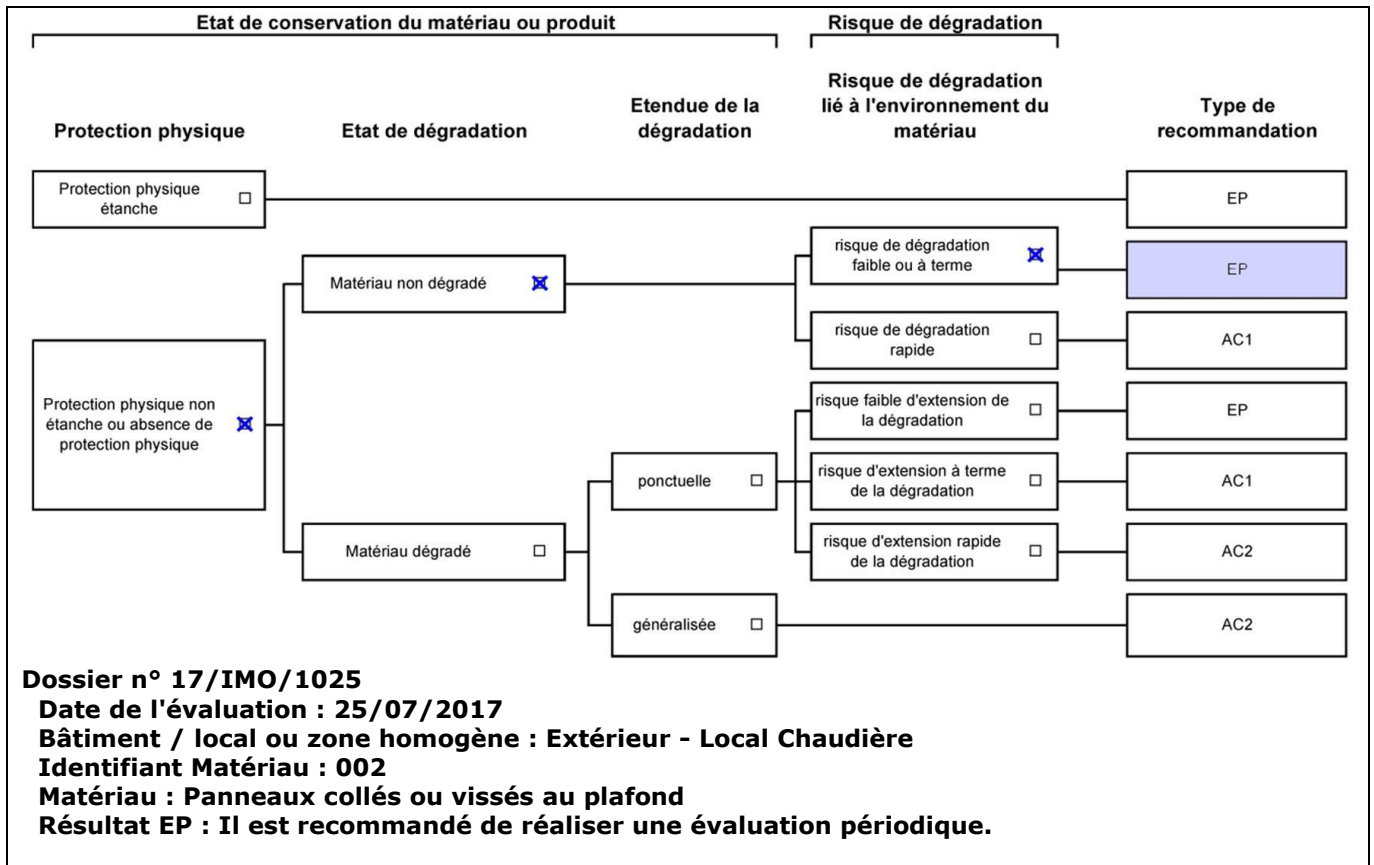 Etat de conservation du matériau ou produit
Risque de dégradation
Protection physique
Etat de dégradation
Etendue de la
dégradation
Risque de dégradation
lié à l'environnement du
matériau
Type de
recommandation
Protection physique
étanche
EP
risque de dégradation
faible ou à terme
EP
Matériau non dégradé
risque de dégradation
rapide
AC1
Protection physique non
étanche ou absence de
protection physique
risque faible d'extension de
la dégradation
EP
ponctuelle
risque d'extension à terme
de la dégradation
AC1
Matériau dégradé
risque d'extension rapide
de la dégradation
AC2
généralisée
AC2
Dossier n° 17/IMO/1025
Date de l'évaluation : 25/07/2017
Bâtiment / local ou zone homogène : Extérieur - Local Chaudière
Identifiant Matériau : 002
Matériau : Panneaux collés ou vissés au plafond
Résultat EP : Il est recommandé de réaliser une évaluation périodique.